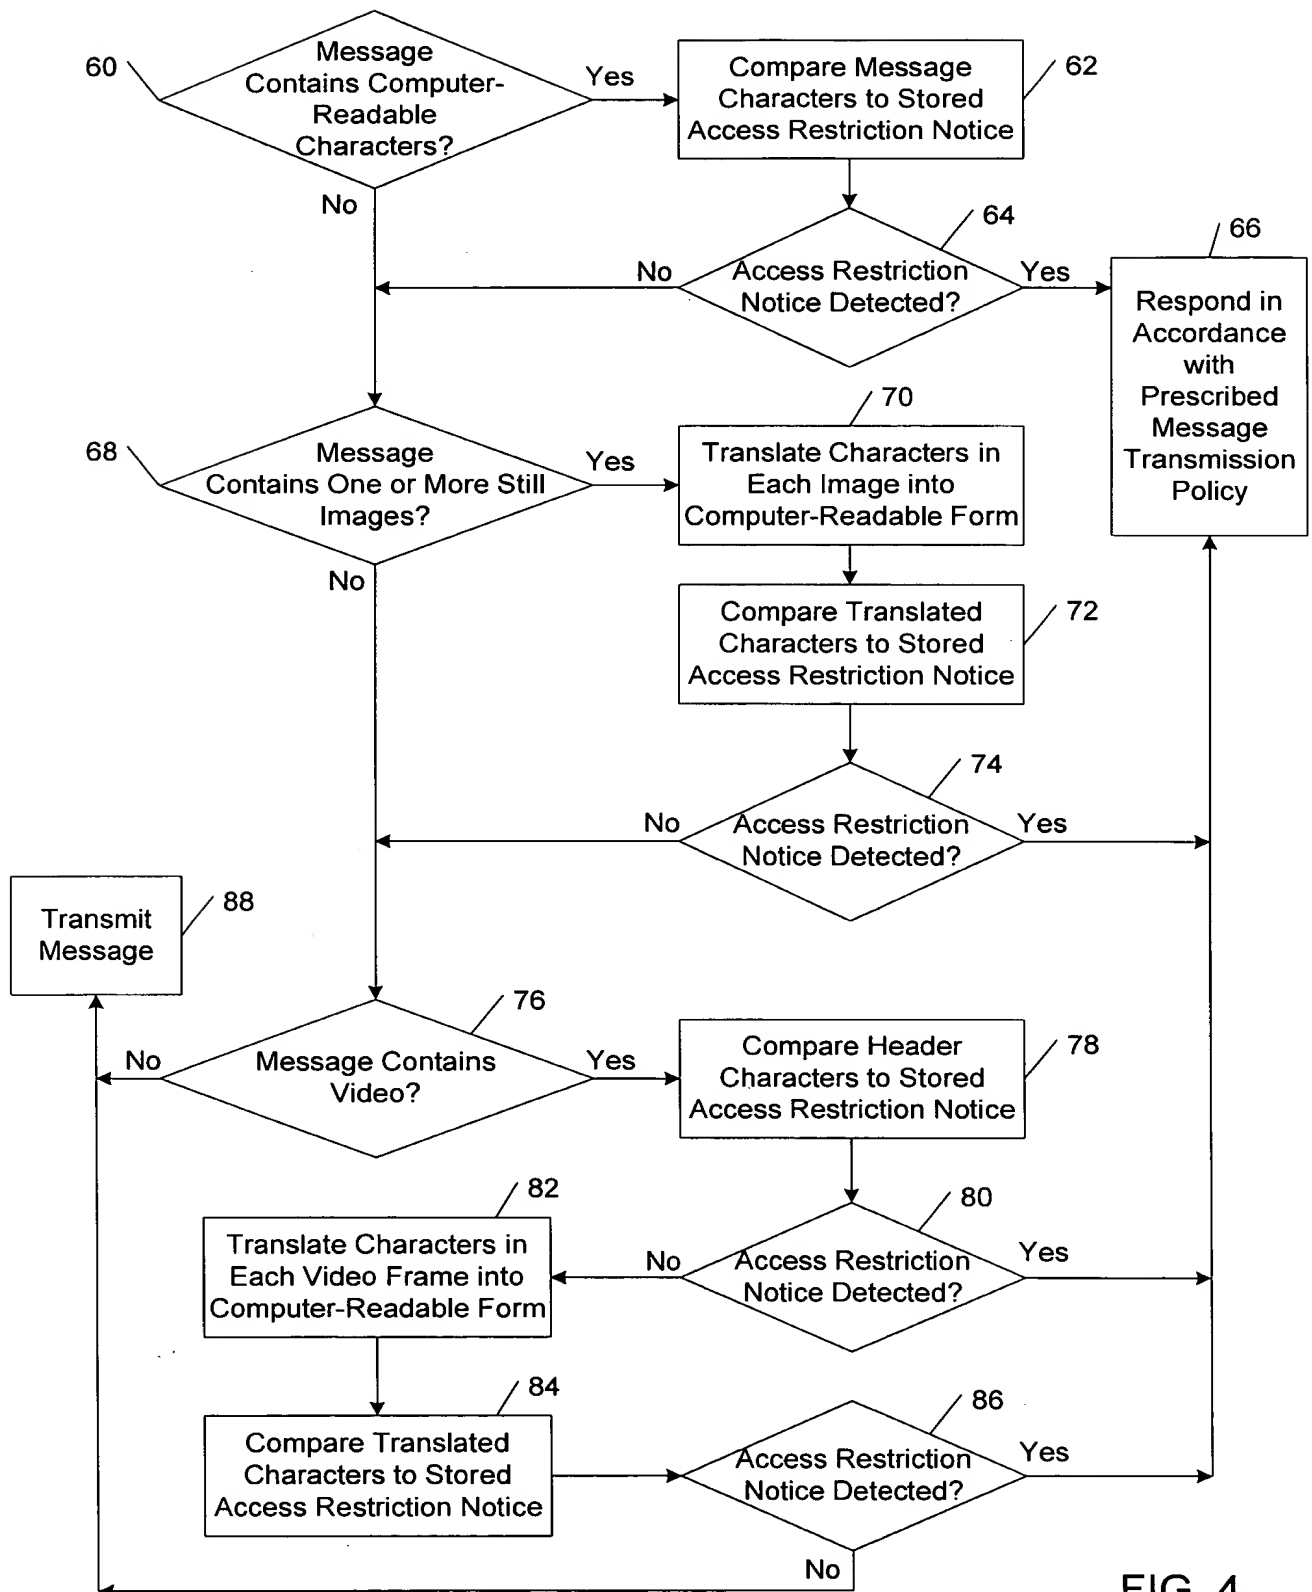 60
Message
Contains Computer-
Readable
Characters?
Yes
No
Compare Message
Characters to Stored
Access Restriction Notice
62
64
Access Restriction
Notice Detected?
No
Yes
66
Respond in
Accordance
with
Prescribed
Message
Transmission
Policy
68
Message
Contains One or More Still
Images?
Yes
No
70
Translate Characters in
Each Image into
Computer-Readable Form
Compare Translated
Characters to Stored
Access Restriction Notice
72
74
Access Restriction
Notice Detected?
No
Yes
Transmit
Message
88
76
Message Contains
Video?
No
Yes
Compare Header
Characters to Stored
Access Restriction Notice
78
80
Access Restriction
Notice Detected?
No
Yes
82
Translate Characters in
Each Video Frame into
Computer-Readable Form
84
Compare Translated
Characters to Stored
Access Restriction Notice
86
Access Restriction
Notice Detected?
Yes
No
FIG. 4